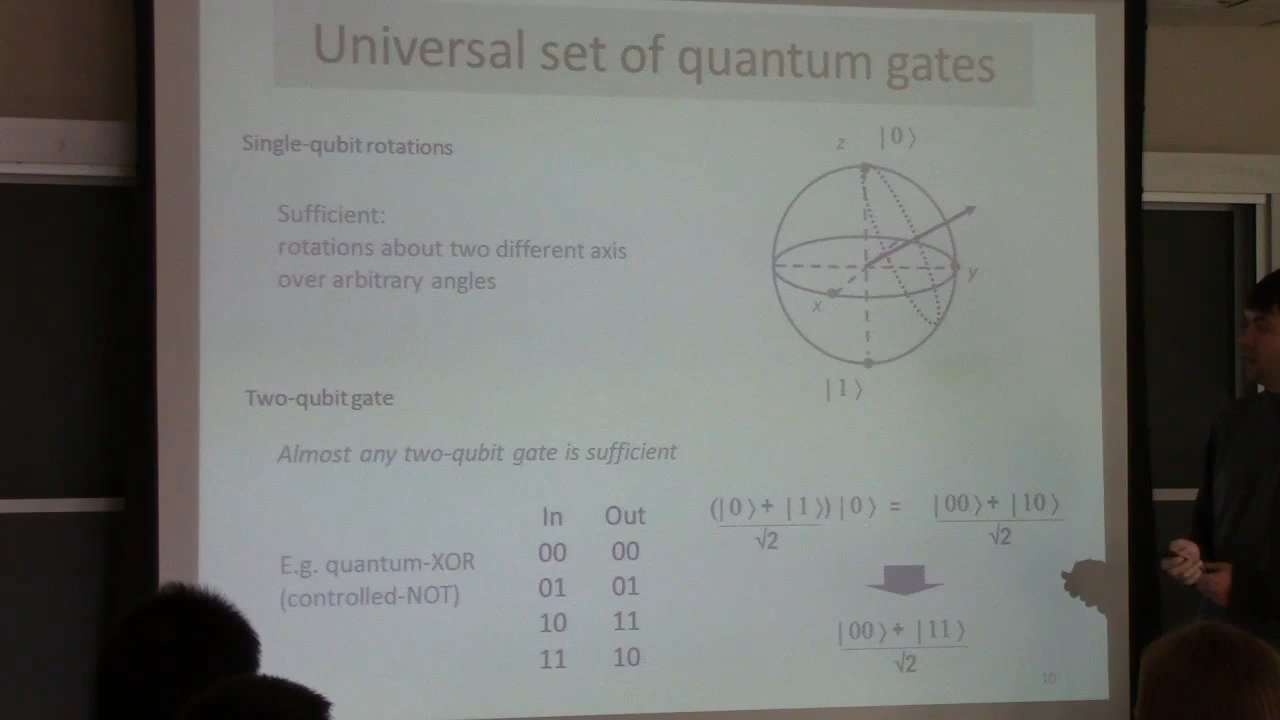 Universal set of quantum gates
Single-qubit rotations
Sufficient:
rotations about two different axis
over arbitrary angles
z |0⟩
y
x
|1⟩
Two-qubit gate
Almost any two-qubit gate is sufficient
E.g. quantum-XOR
(controlled-NOT)
In Out
00 00
01 01
10 11
11 10
(|0⟩+ |1⟩)|0⟩ = |00⟩+ |10⟩
√2 √2
|00⟩+ |11⟩
√2
10